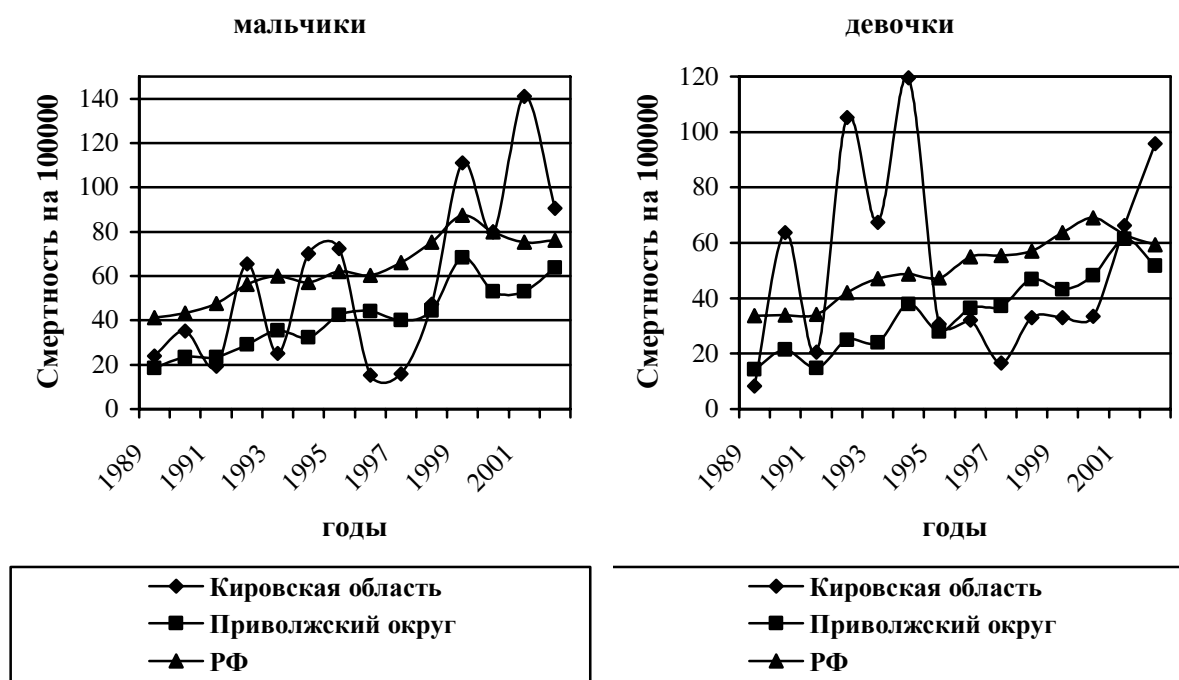 мальчики
Смертность на 100000
140
120
100
80
60
40
20
0
1989
1991
1993
1995
1997
1999
2001
годы
Кировская область
Приволжский округ
РФ
девочки
Смертность на 100000
120
100
80
60
40
20
0
1989
1991
1993
1995
1997
1999
2001
годы
Кировская область
Приволжский округ
РФ